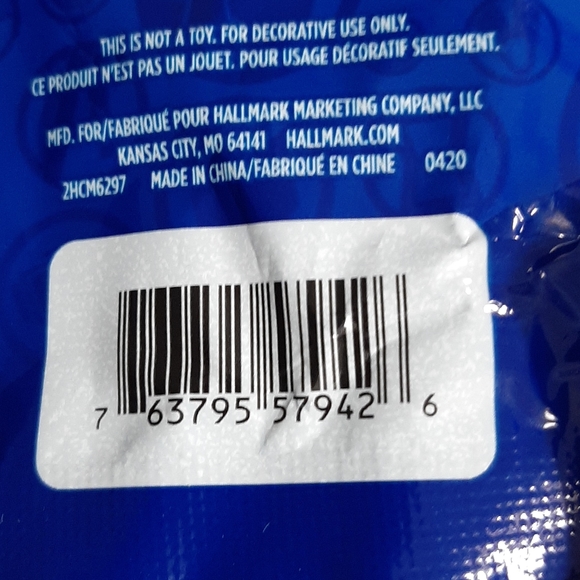 THIS IS NOT A TOY. FOR DECORATIVE USE ONLY.
CE PRODUIT N'EST PAS UN JOUET. POUR USAGE DÉCORATIF SEULEMENT.
MFD. FOR/FABRIQUÉ POUR HALLMARK MARKETING COMPANY, LLC
KANSAS CITY, MO 64141 HALLMARK.COM
2HCM6297 MADE IN CHINA/FABRIQUÉ EN CHINE 0420
7 63795 57942 6